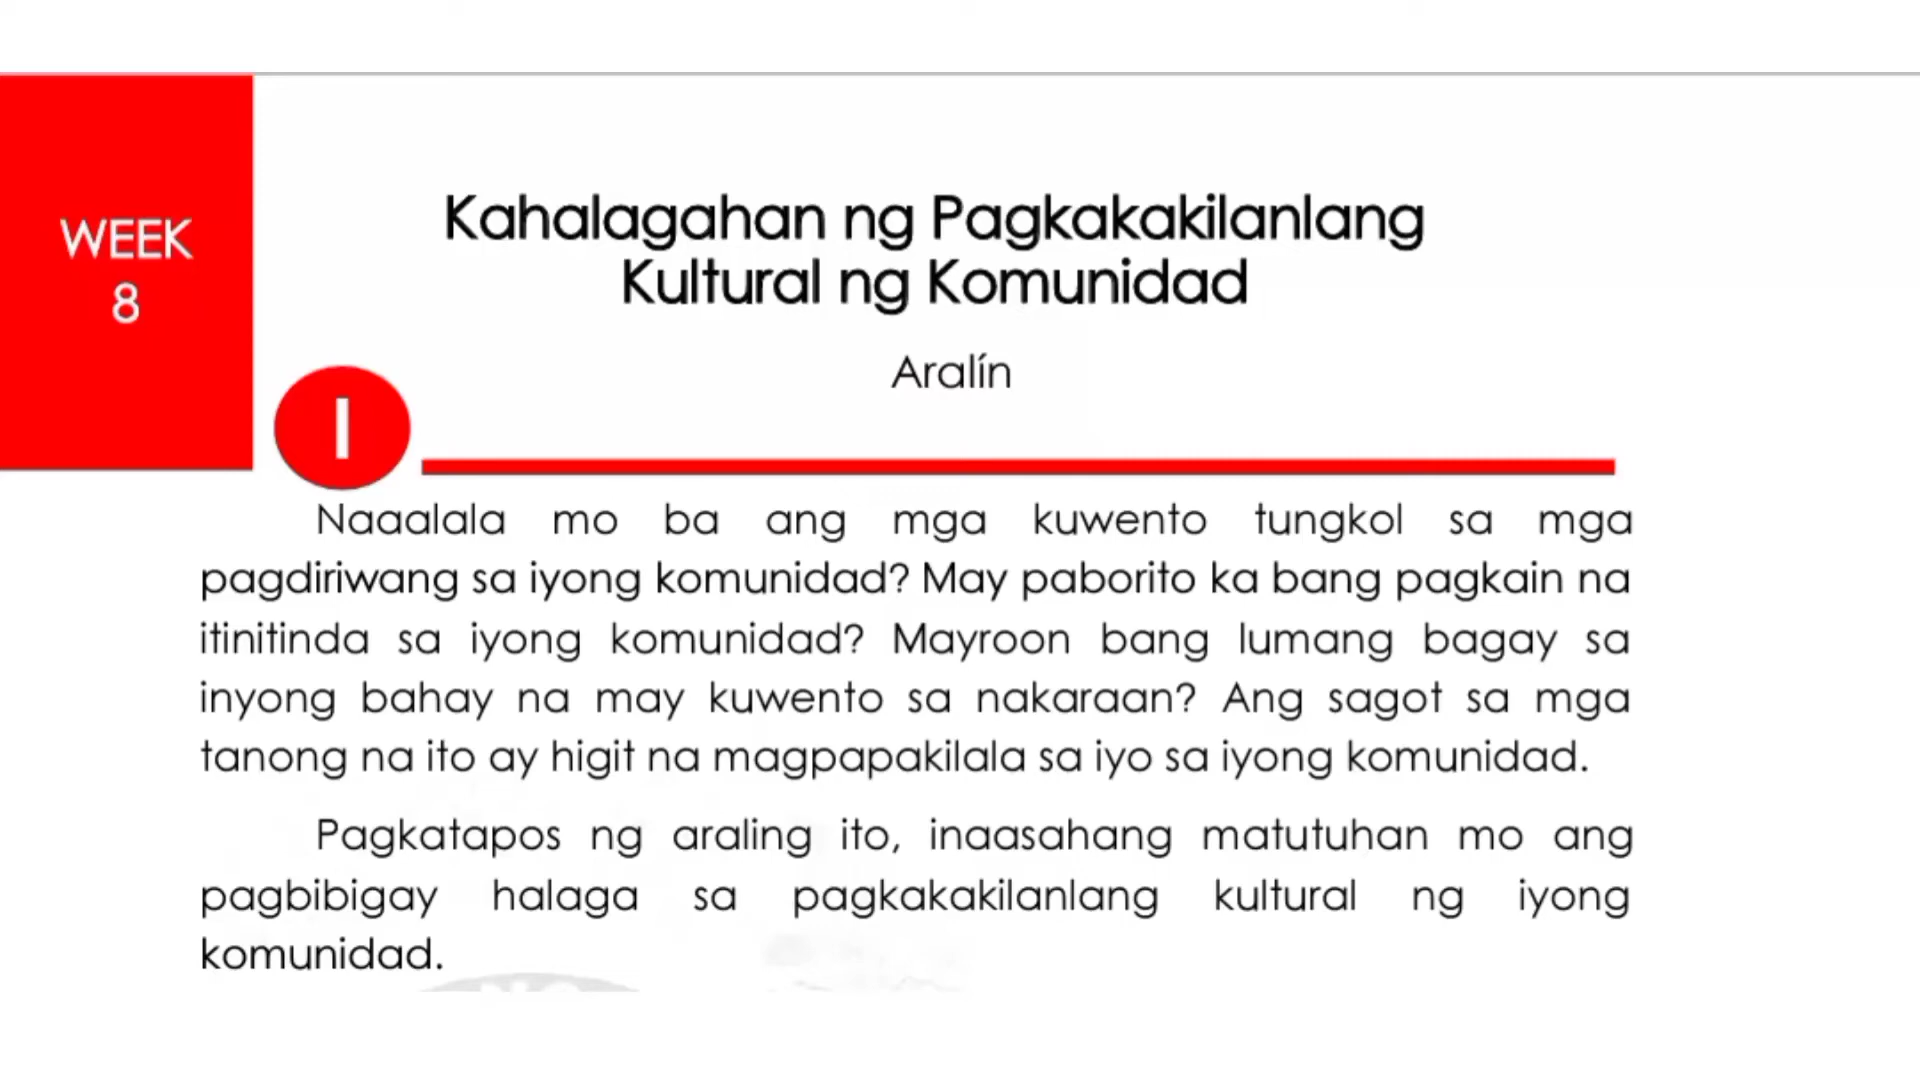 WEEK
8
Kahalagahan ng Pagkakakilanlang
Kultural ng Komunidad
Aralín
I
Naaalala mo ba ang mga kuwento tungkol sa mga
pagdiriwang sa iyong komunidad? May paborito ka bang pagkain na
itinitinda sa iyong komunidad? Mayroon bang lumang bagay sa
inyong bahay na may kuwento sa nakaraan? Ang sagot sa mga
tanong na ito ay higit na magpapakilala sa iyo sa iyong komunidad.
Pagkatapos ng araling ito, inaasahang matutuhan mo ang
pagbibigay halaga sa pagkakakilanlang kultural ng iyong
komunidad.